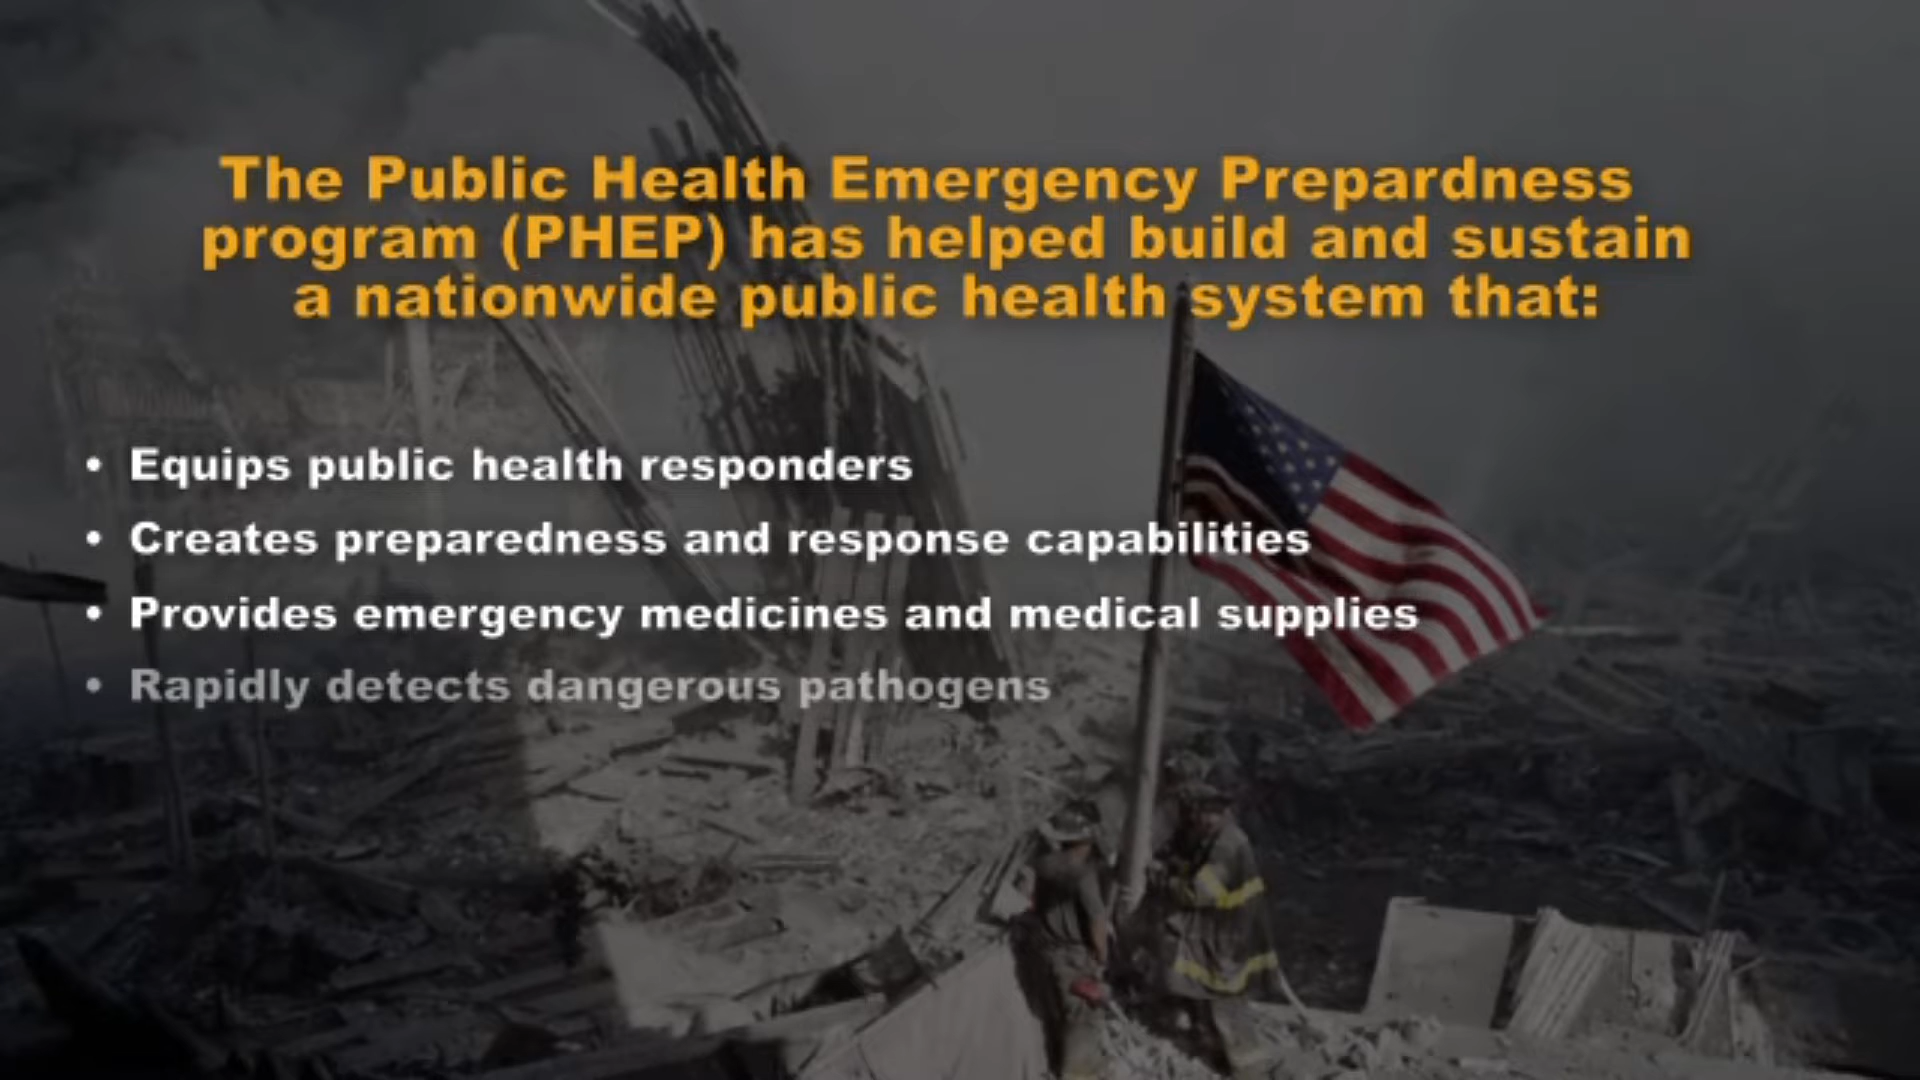 The Public Health Emergency Prepardness
program (PHEP) has helped build and sustain
a nationwide public health system that:
• Equips public health responders
• Creates preparedness and response capabilities
• Provides emergency medicines and medical supplies
• Rapidly detects dangerous pathogens